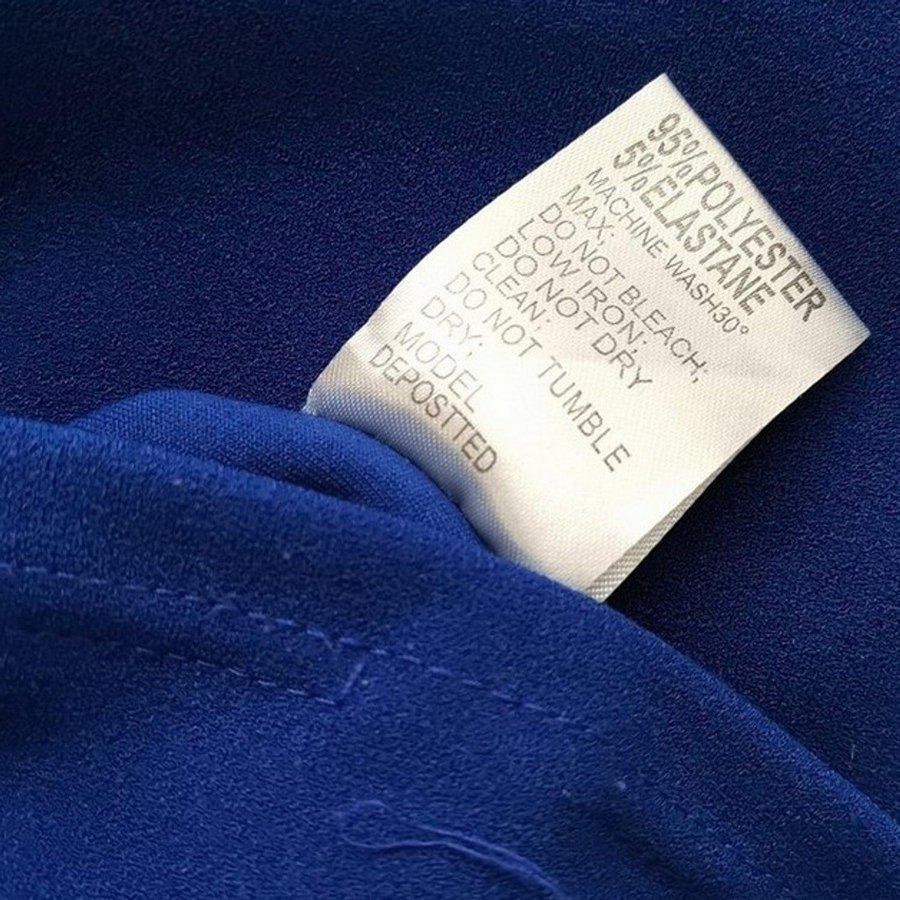 95%POLYESTER
5%ELASTANE
MACHINE WASH30°
MAX;
DO NOT BLEACH;
LOW IRON;
DO NOT DRY
CLEAN;
DO NOT TUMBLE
DRY;
MODEL
DEPOSTTED